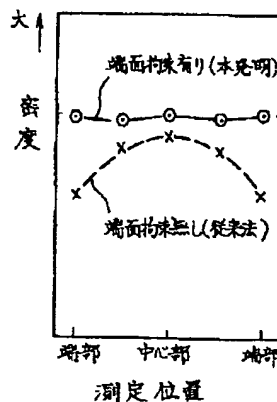 大
密度
端面拘束有り(本発明)
端面拘束無し(従来法)
端部 中心部 端部
測定位置